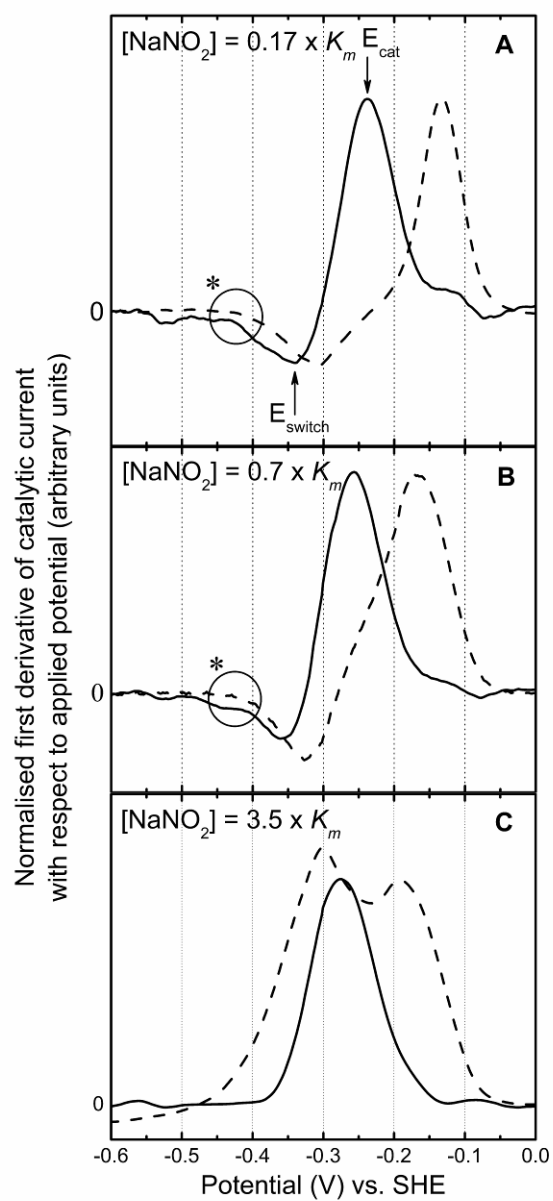 [NaNO₂] = 0.17 x Kₘ
E_cat
A
*
0
E_switch
[NaNO₂] = 0.7 x Kₘ
B
*
0
[NaNO₂] = 3.5 x Kₘ
C
0
Normalised first derivative of catalytic current
with respect to applied potential (arbitrary units)
-0.6 -0.5 -0.4 -0.3 -0.2 -0.1 0.0
Potential (V) vs. SHE